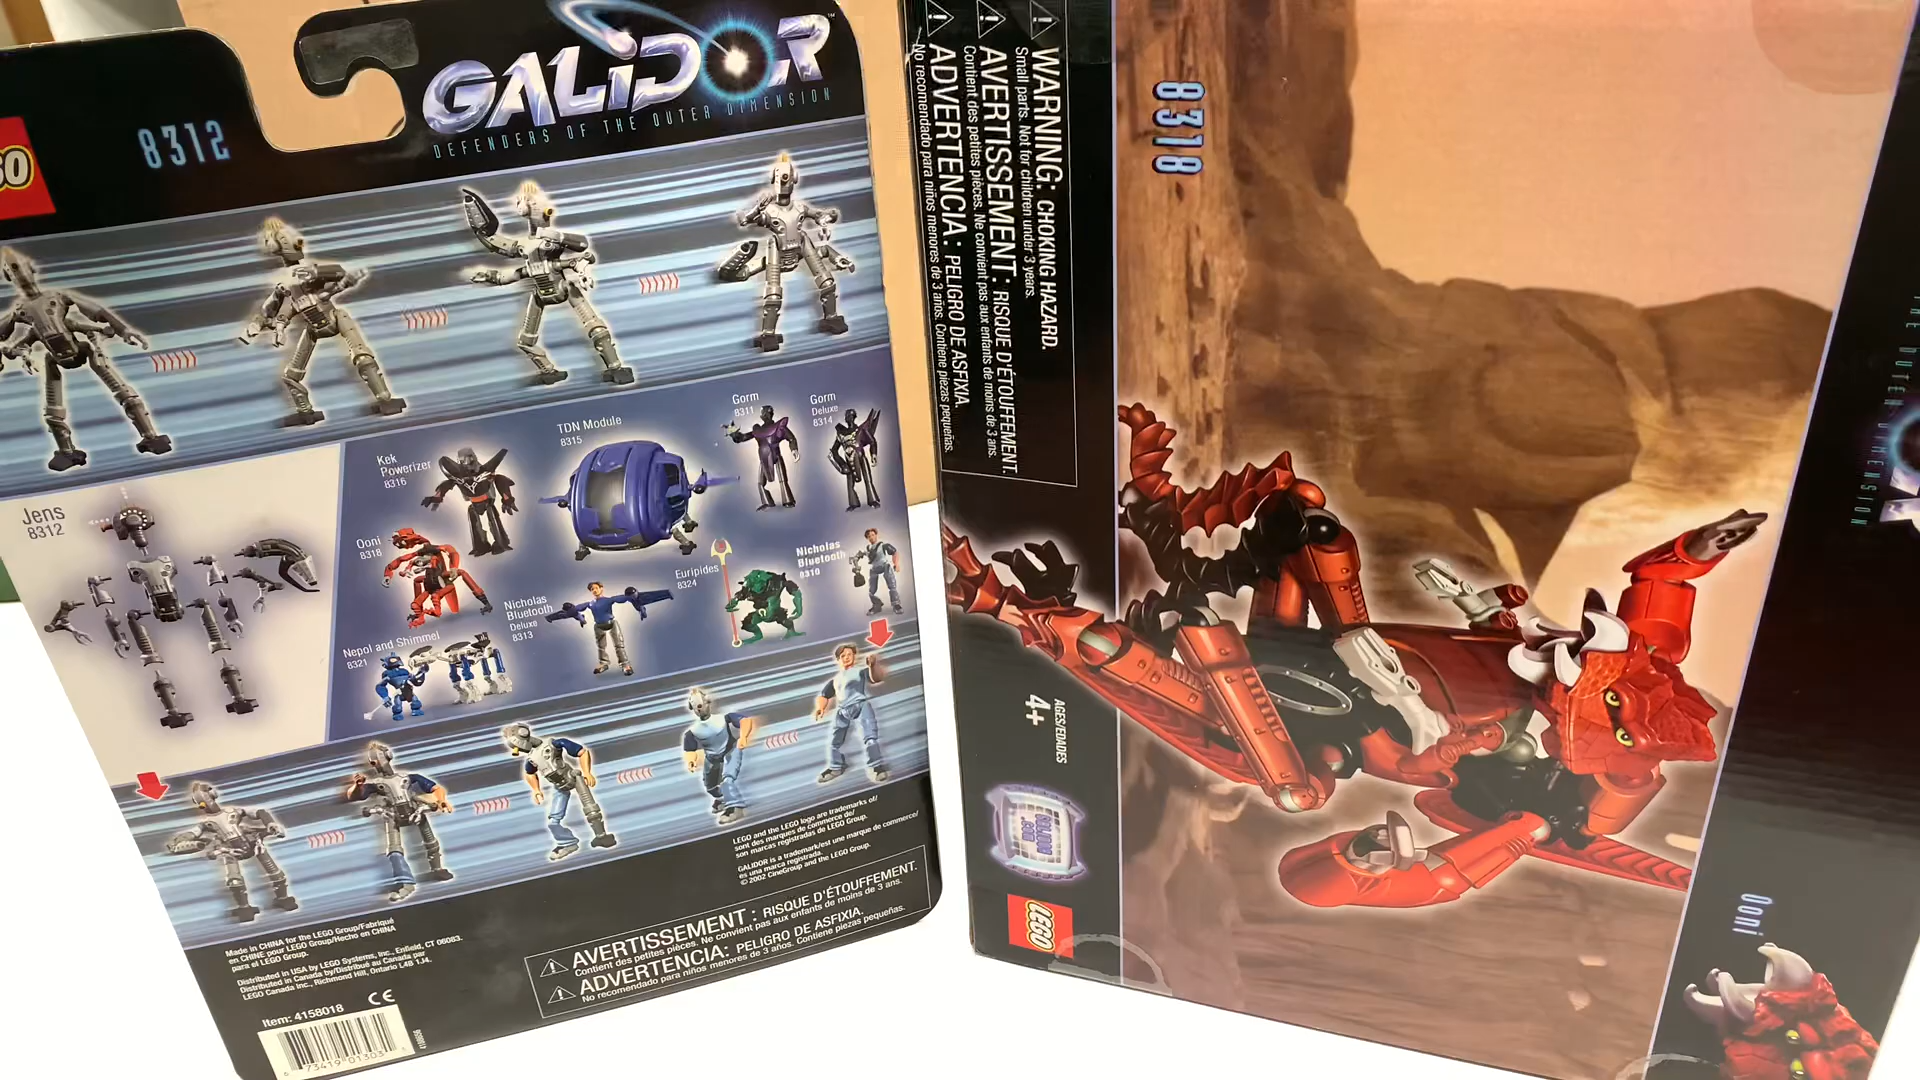 GALiDOR
™
DEFENDERS OF THE OUTER DIMENSION
8312
Jens
8312
Kek
Powerizer
8316
TDN Module
8315
Gorm
8311
Gorm
Deluxe
8314
Ooni
8318
Nicholas
Bluetooth
Deluxe
8313
Euripides
8324
Nicholas
Bluetooth
8310
Nepol and Shimmel
8321
LEGO and the LEGO logo are trademarks of/
sont des marques de commerce de/
son marcas registradas de LEGO Group.
GALIDOR is a trademark/est une marque de commerce/
es una marca registrada.
© 2002 CineGroup and the LEGO Group.
Made in CHINA for the LEGO Group/Fabriqué
en CHINE pour LEGO Group/Hecho en CHINA
para el LEGO Group.
Distributed in USA by LEGO Systems, Inc., Enfield, CT 06083.
Distributed in Canada by/Distribué au Canada par
LEGO Canada Inc., Richmond Hill, Ontario L4B 1J4.
CE
Item: 4158018
6 73419 01303
AVERTISSEMENT : RISQUE D'ÉTOUFFEMENT.
Contient des petites pièces. Ne convient pas aux enfants de moins de 3 ans.
ADVERTENCIA: PELIGRO DE ASFIXIA.
No recomendado para niños menores de 3 años. Contiene piezas pequeñas.
WARNING: CHOKING HAZARD.
Small parts. Not for children under 3 years.
AVERTISSEMENT : RISQUE D'ÉTOUFFEMENT.
Contient des petites pièces. Ne convient pas aux enfants de moins de 3 ans.
ADVERTENCIA: PELIGRO DE ASFIXIA.
No recomendado para niños menores de 3 años. Contiene piezas pequeñas.
8318
AGES/EDADES
4+
GALIDOR
.COM
LEGO
Ooni
THE OUTER DIMENSION